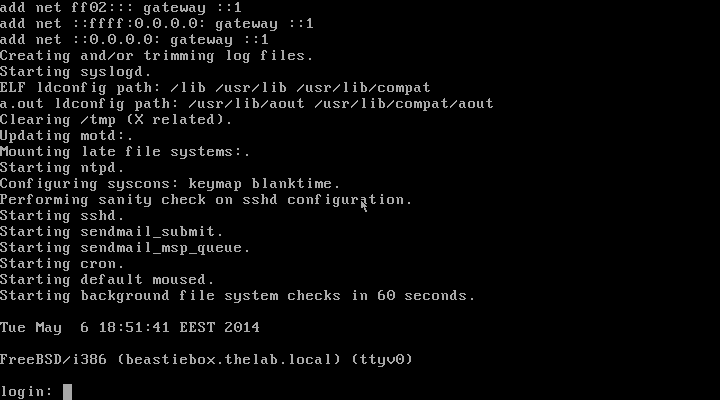 add net ff02::: gateway ::1
add net ::ffff:0.0.0.0: gateway ::1
add net ::0.0.0.0: gateway ::1
Creating and/or trimming log files.
Starting syslogd.
ELF ldconfig path: /lib /usr/lib /usr/lib/compat
a.out ldconfig path: /usr/lib/aout /usr/lib/compat/aout
Clearing /tmp (X related).
Updating motd:.
Mounting late file systems:.
Starting ntpd.
Configuring syscons: keymap blanktime.
Performing sanity check on sshd configuration.
Starting sshd.
Starting sendmail_submit.
Starting sendmail_msp_queue.
Starting cron.
Starting default moused.
Starting background file system checks in 60 seconds.
Tue May  6 18:51:41 EEST 2014
FreeBSD/i386 (beastiebox.thelab.local) (ttyv0)
login: